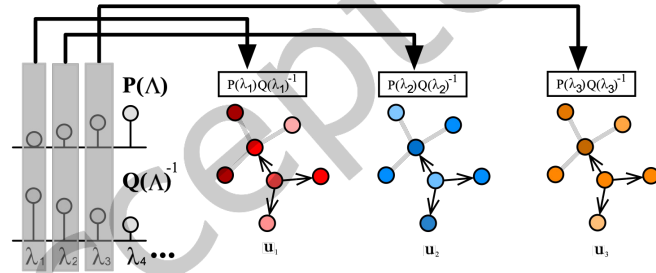 P(Λ)
Q(Λ)⁻¹
λ₁ λ₂ λ₃ λ₄ •••
P(λ₁)Q(λ₁)⁻¹
u₁
P(λ₂)Q(λ₂)⁻¹
u₂
P(λ₃)Q(λ₃)⁻¹
u₃